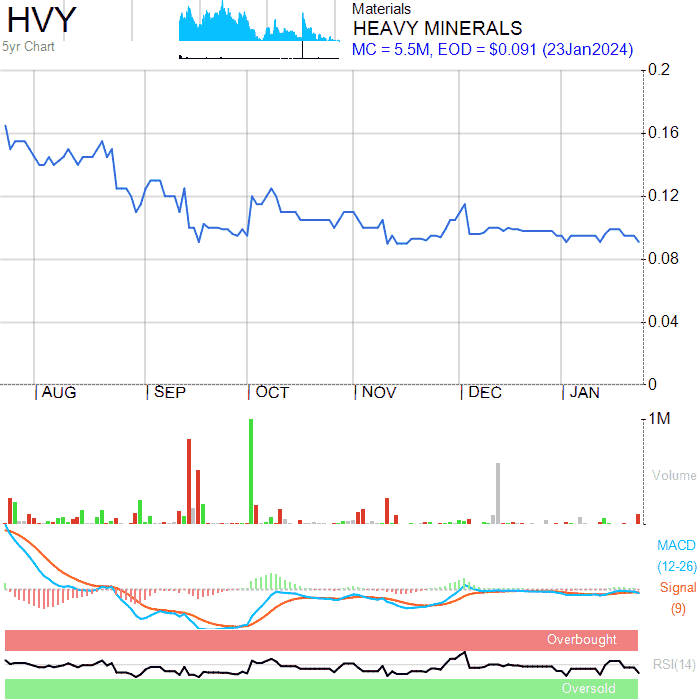 HVY
5yr Chart
Materials
HEAVY MINERALS
MC = 5.5M, EOD = $0.091 (23Jan2024)
0.2
0.16
0.12
0.08
0.04
0
AUG SEP OCT NOV DEC JAN
1M
Volume
MACD
(12-26)
Signal
(9)
Overbought
RSI(14)
Oversold